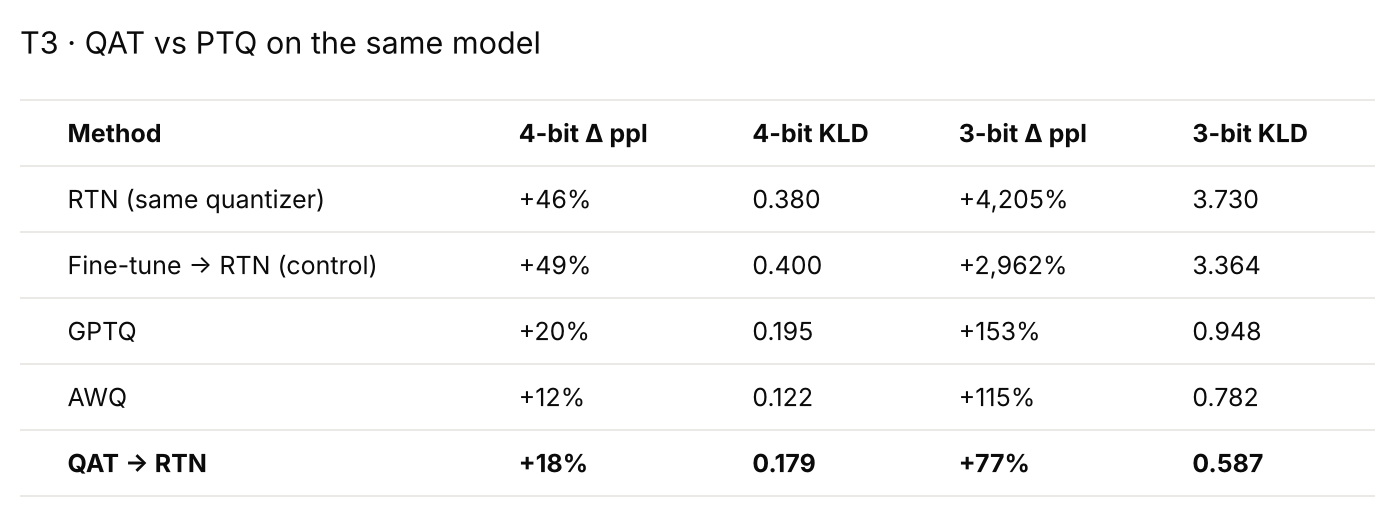 T3 · QAT vs PTQ on the same model
Method 4-bit Δ ppl 4-bit KLD 3-bit Δ ppl 3-bit KLD
RTN (same quantizer) +46% 0.380 +4,205% 3.730
Fine-tune → RTN (control) +49% 0.400 +2,962% 3.364
GPTQ +20% 0.195 +153% 0.948
AWQ +12% 0.122 +115% 0.782
QAT → RTN +18% 0.179 +77% 0.587